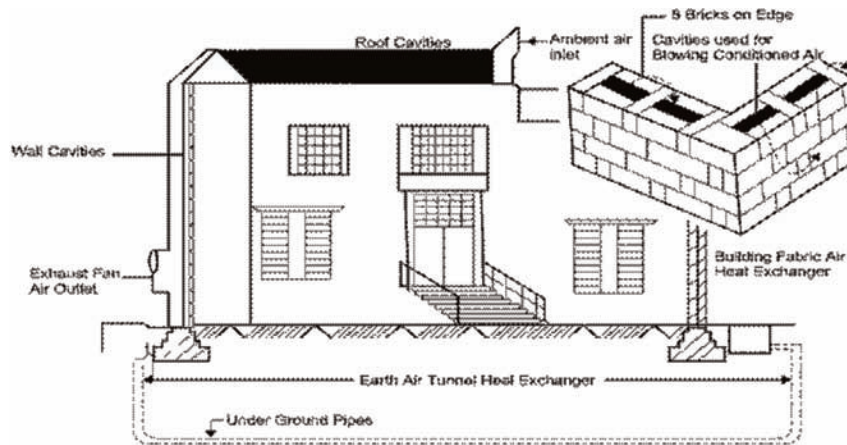 8 Bricks on Edge
Roof Cavities
Ambient air
inlet
Cavities used for
Blowing Conditioned Air
Wall Cavities
Exhaust Fan
Air Outlet
Building Fabric Air
Heat Exchanger
Earth Air Tunnel Heat Exchanger
Under Ground Pipes